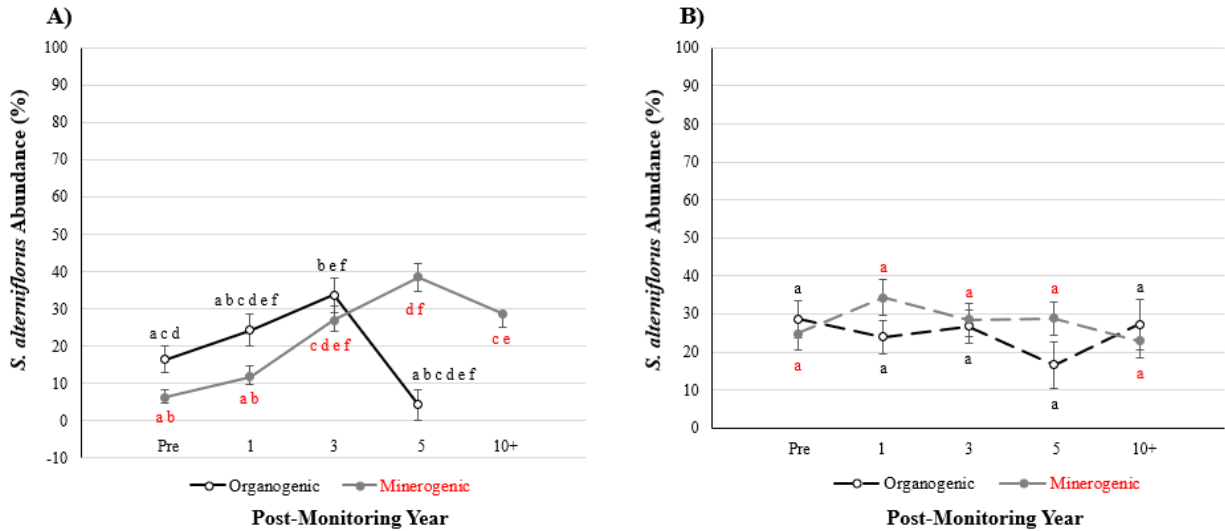 A)
S. alterniflorus Abundance (%)
100
90
80
70
60
50
40
30
20
10
0
-10
a c d
a b c d e f
b e f
a b c d e f
a b
a b
c d e f
d f
c e
Pre 1 3 5 10+
Organogenic Minerogenic
Post-Monitoring Year
B)
S. alterniflorus Abundance (%)
100
90
80
70
60
50
40
30
20
10
0
a a a a a
a a a a a
Pre 1 3 5 10+
Organogenic Minerogenic
Post-Monitoring Year